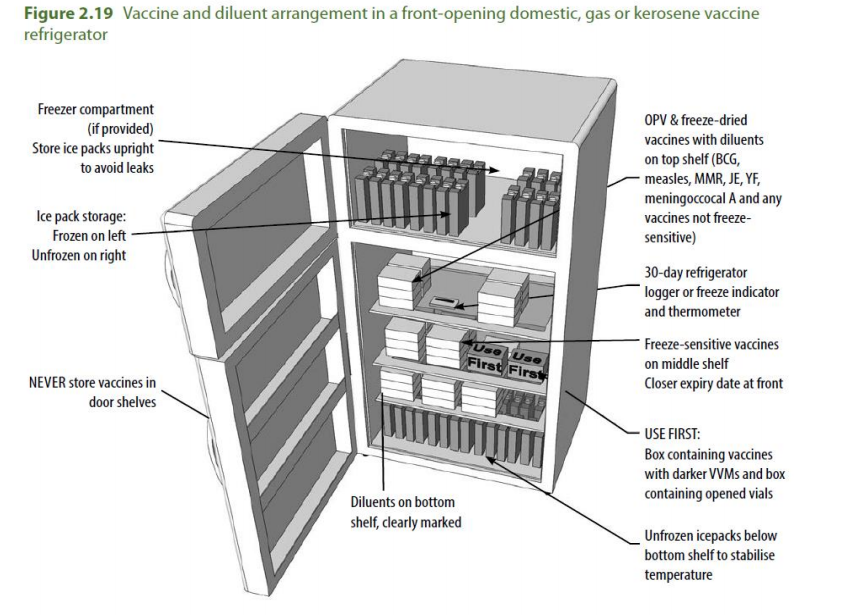 Figure 2.19 Vaccine and diluent arrangement in a front-opening domestic, gas or kerosene vaccine
refrigerator
Freezer compartment
(if provided)
Store ice packs upright
to avoid leaks
Ice pack storage:
Frozen on left
Unfrozen on right
NEVER store vaccines in
door shelves
Use
First
Use
First
Diluents on bottom
shelf, clearly marked
OPV & freeze-dried
vaccines with diluents
on top shelf (BCG,
measles, MMR, JE, YF,
meningoccocal A and any
vaccines not freeze-
sensitive)
30-day refrigerator
logger or freeze indicator
and thermometer
Freeze-sensitive vaccines
on middle shelf
Closer expiry date at front
USE FIRST:
Box containing vaccines
with darker VVMs and box
containing opened vials
Unfrozen icepacks below
bottom shelf to stabilise
temperature